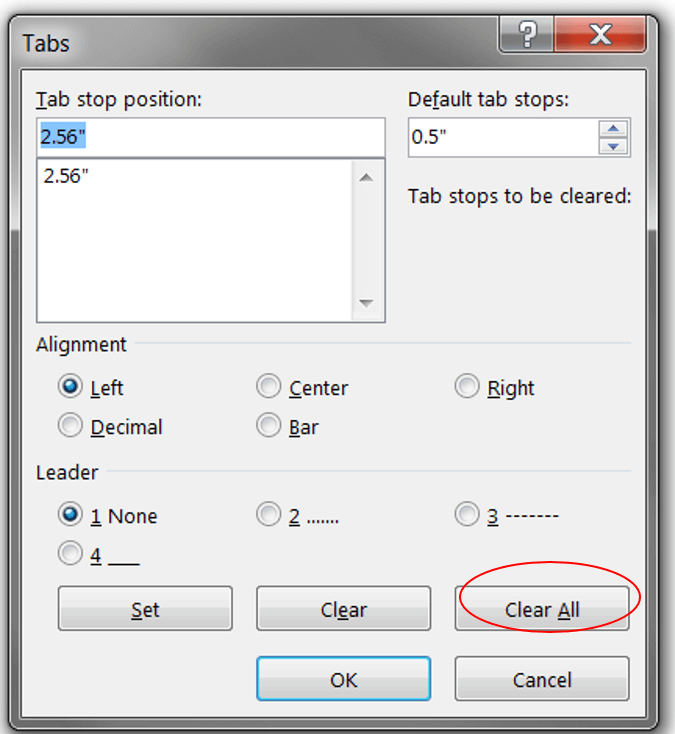 Tabs
Tab stop position:
Default tab stops:
2.56"
0.5"
2.56"
Tab stops to be cleared:
Alignment
Left
Center
Right
Decimal
Bar
Leader
1 None
2 .......
3 -------
4 ___
Set
Clear
Clear All
OK
Cancel